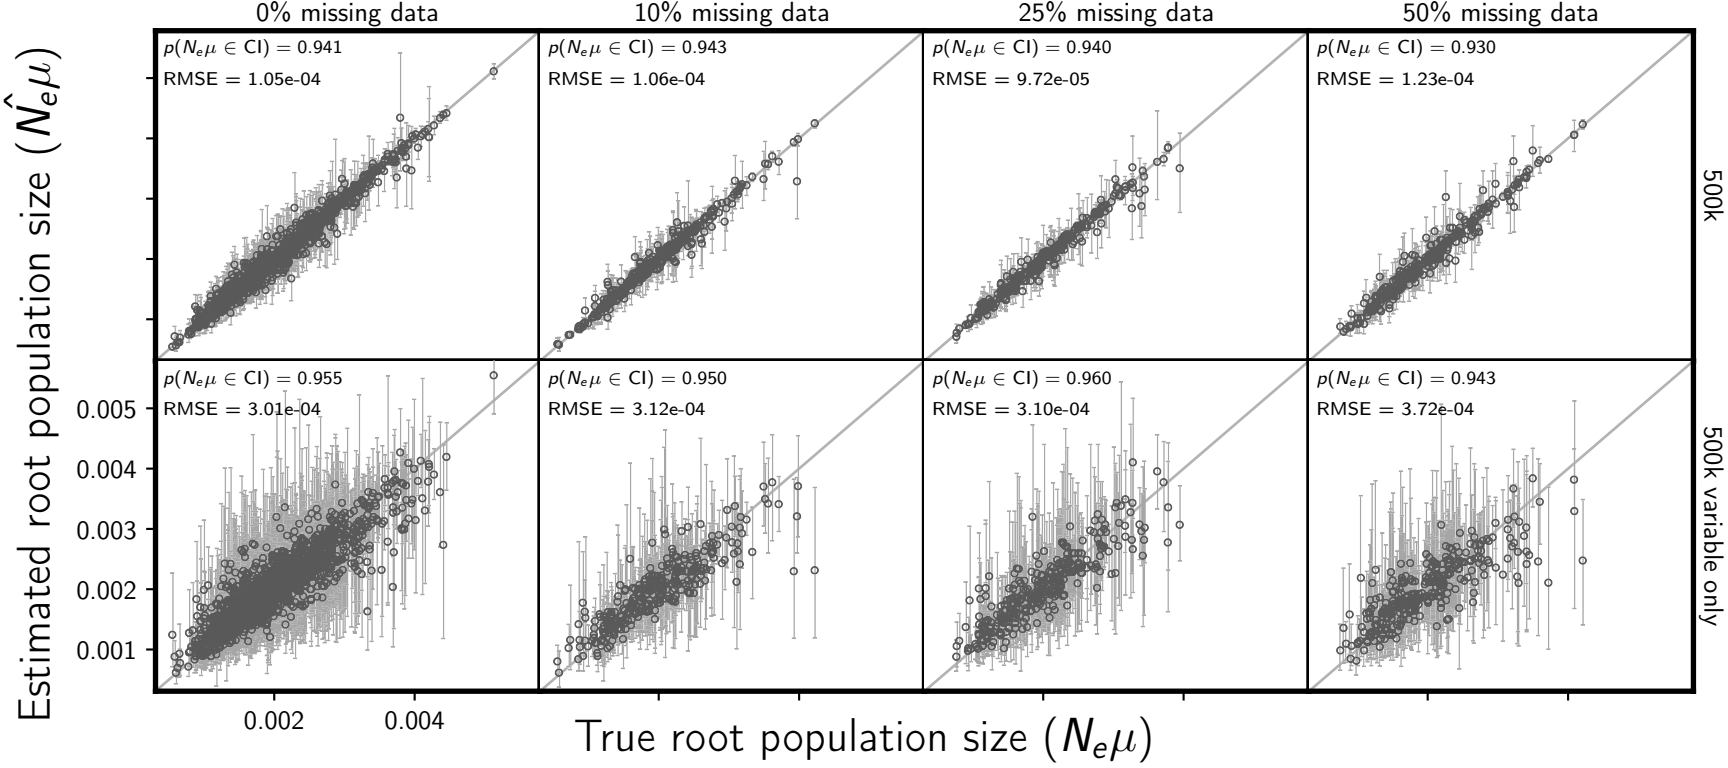 0% missing data
10% missing data
25% missing data
50% missing data
p(Nₑμ ∈ CI) = 0.941
RMSE = 1.05e-04
p(Nₑμ ∈ CI) = 0.943
RMSE = 1.06e-04
p(Nₑμ ∈ CI) = 0.940
RMSE = 9.72e-05
p(Nₑμ ∈ CI) = 0.930
RMSE = 1.23e-04
500k
p(Nₑμ ∈ CI) = 0.955
RMSE = 3.01e-04
p(Nₑμ ∈ CI) = 0.950
RMSE = 3.12e-04
p(Nₑμ ∈ CI) = 0.960
RMSE = 3.10e-04
p(Nₑμ ∈ CI) = 0.943
RMSE = 3.72e-04
500k variable only
Estimated root population size (N̂ₑμ)
0.005
0.004
0.003
0.002
0.001
0.002
0.004
True root population size (Nₑμ)